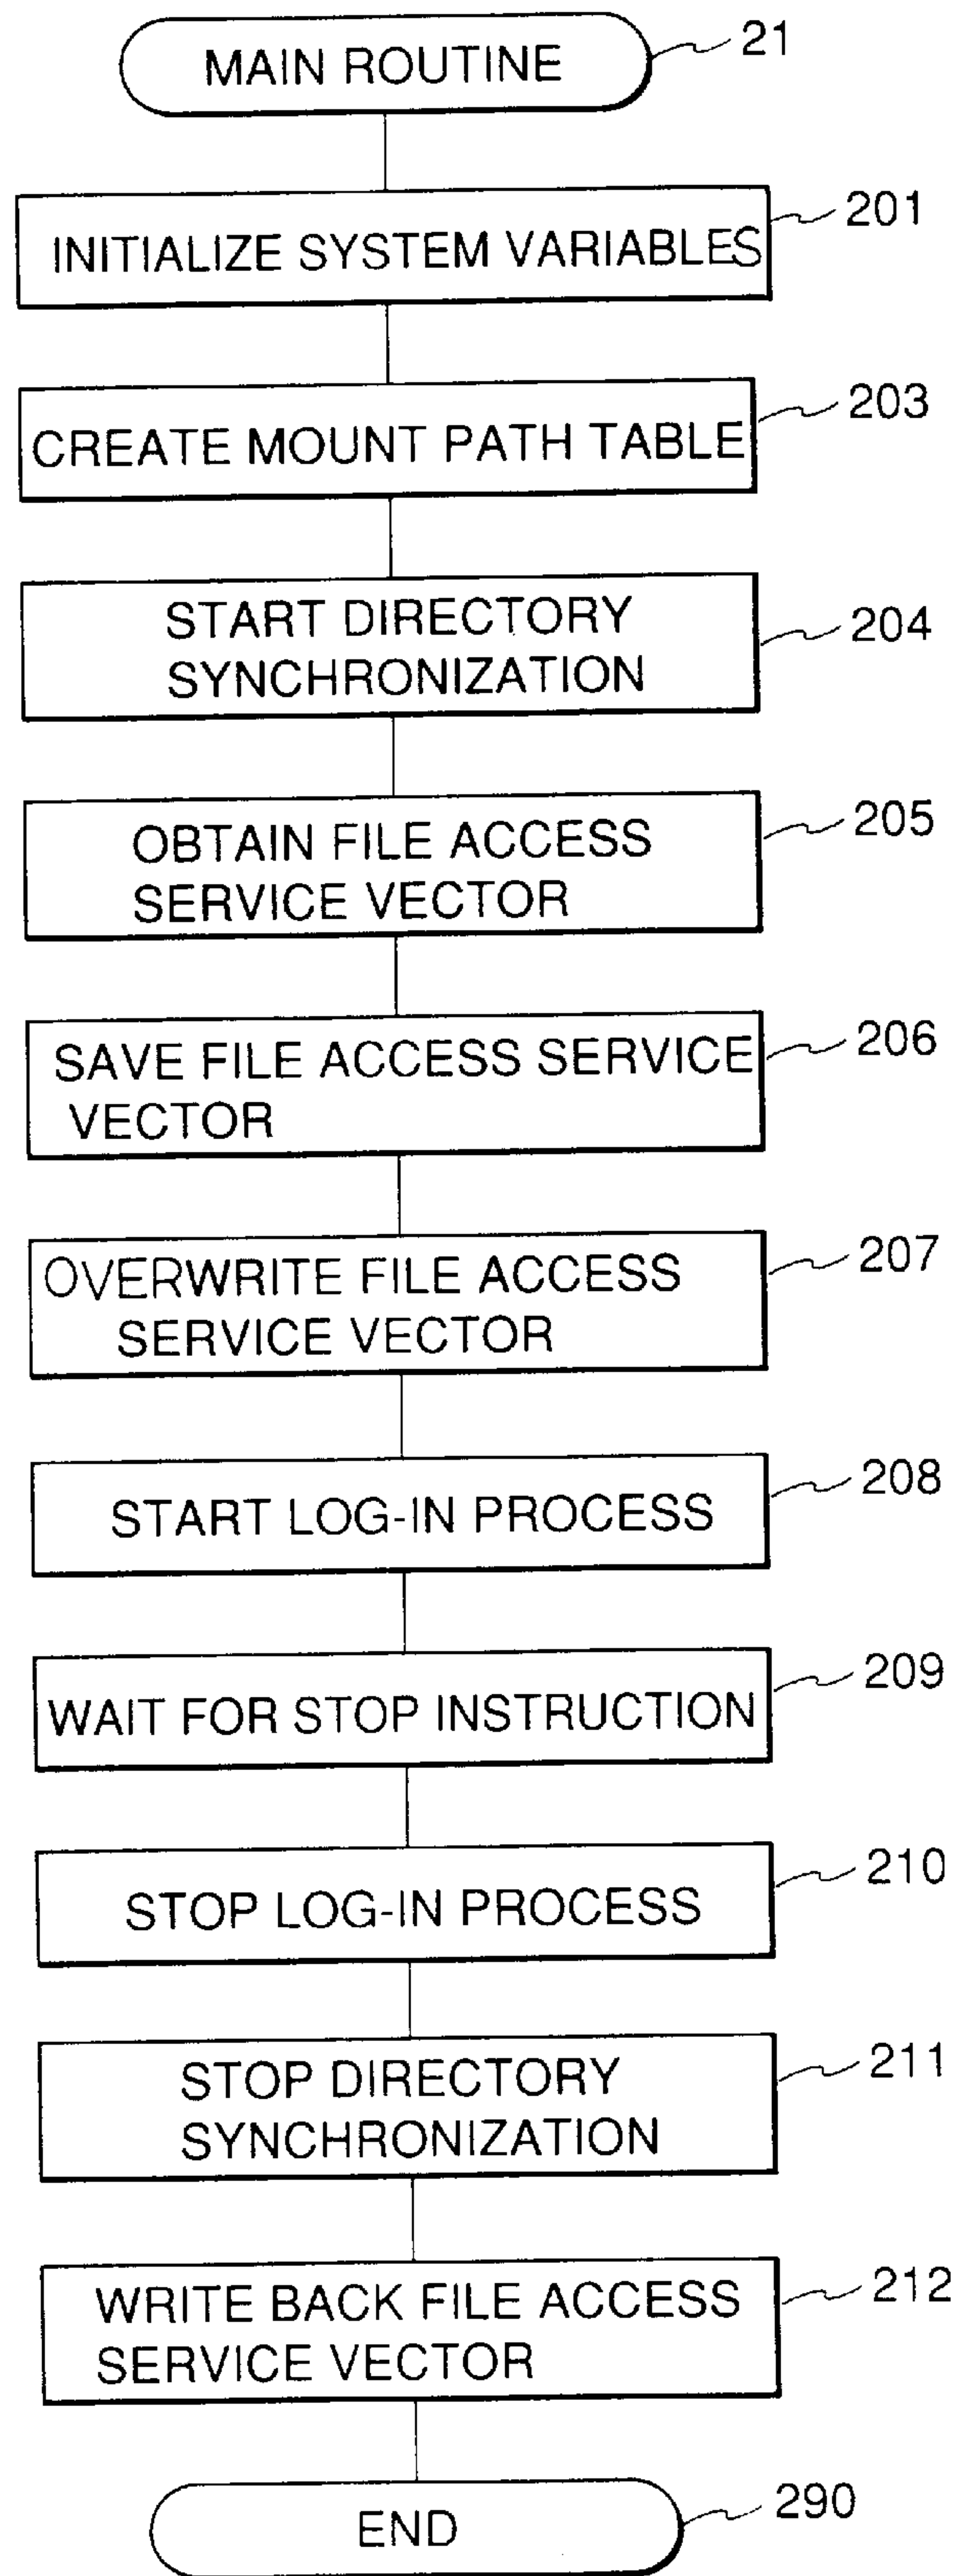 MAIN ROUTINE
21
INITIALIZE SYSTEM VARIABLES
201
CREATE MOUNT PATH TABLE
203
START DIRECTORY
SYNCHRONIZATION
204
OBTAIN FILE ACCESS
SERVICE VECTOR
205
SAVE FILE ACCESS SERVICE
VECTOR
206
OVERWRITE FILE ACCESS
SERVICE VECTOR
207
START LOG-IN PROCESS
208
WAIT FOR STOP INSTRUCTION
209
STOP LOG-IN PROCESS
210
STOP DIRECTORY
SYNCHRONIZATION
211
WRITE BACK FILE ACCESS
SERVICE VECTOR
212
END
290